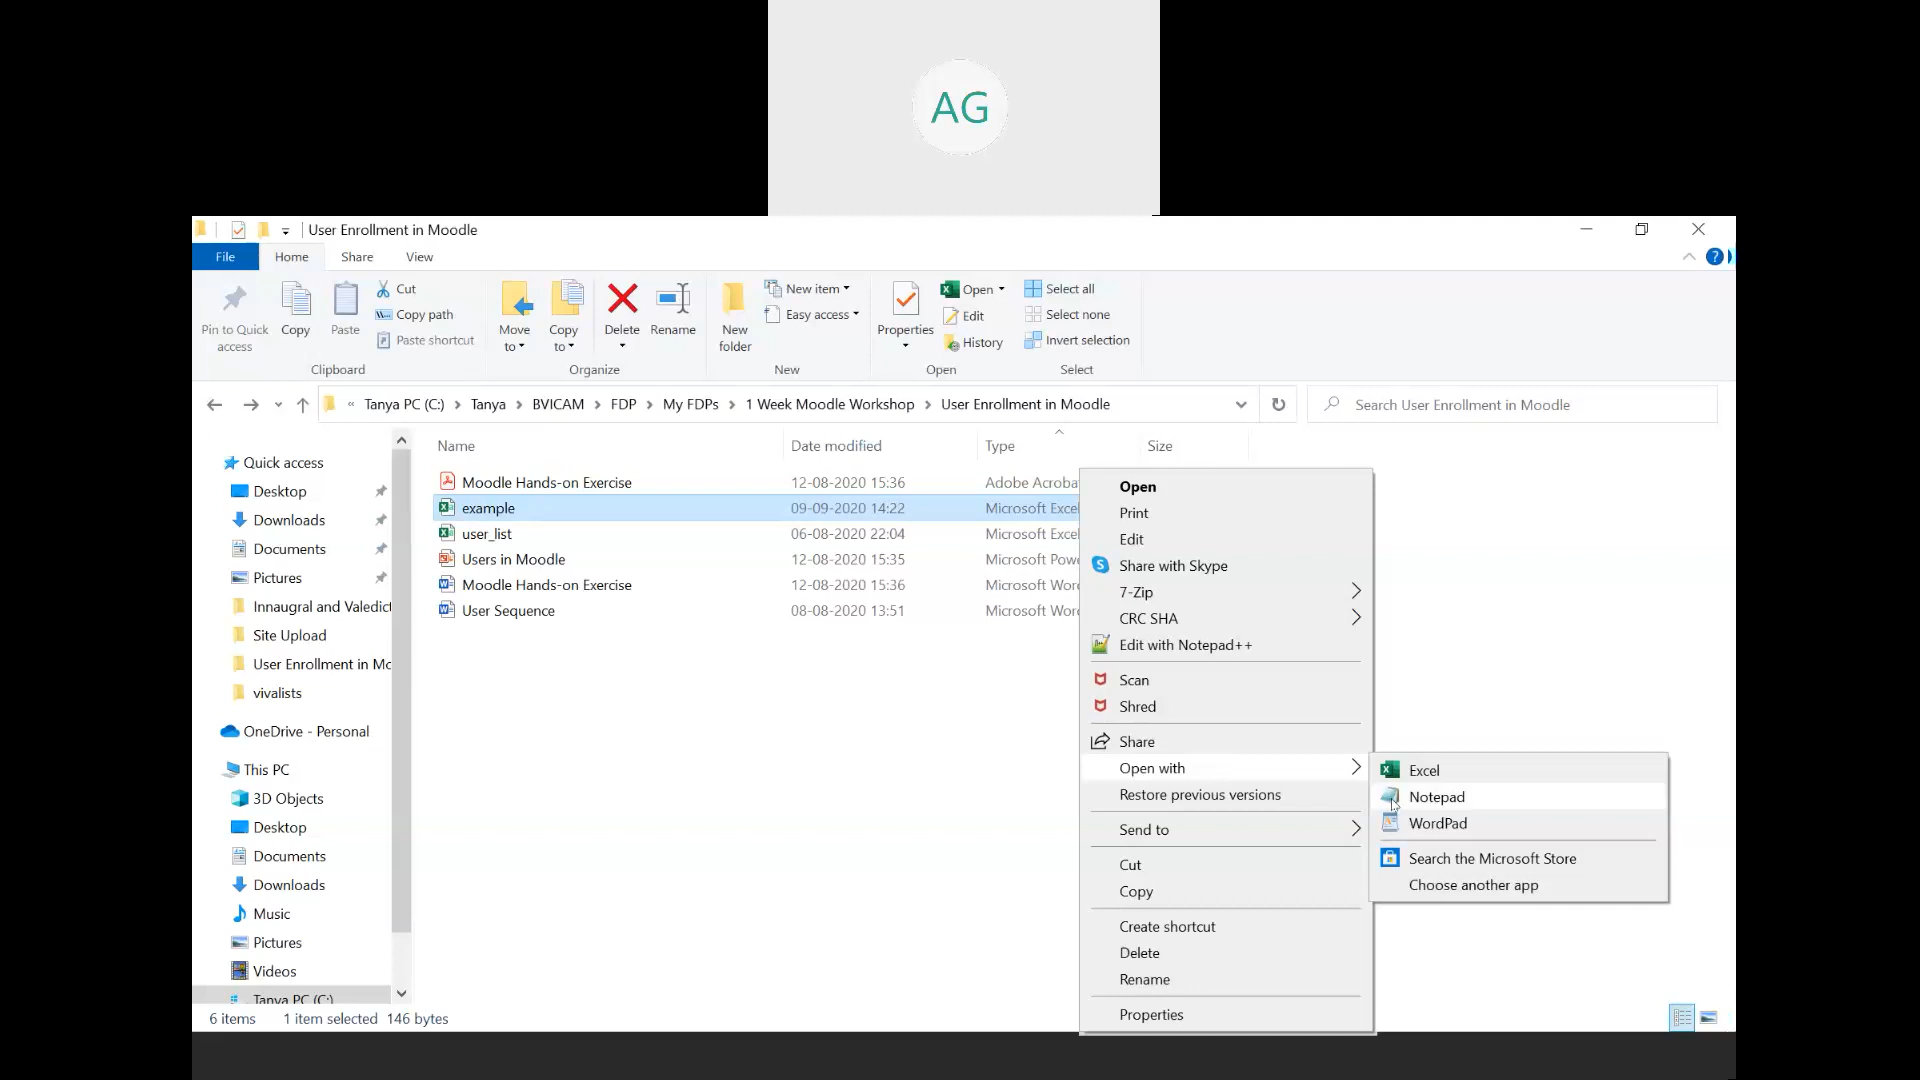 AG
User Enrollment in Moodle
File Home Share View
Pin to Quick access
Copy
Paste
Cut
Copy path
Paste shortcut
Clipboard
Move to
Copy to
Delete
Rename
Organize
New folder
New item
Easy access
New
Properties
Open
Edit
History
Open
Select all
Select none
Invert selection
Select
« Tanya PC (C:) > Tanya > BVICAM > FDP > My FDPs > 1 Week Moodle Workshop > User Enrollment in Moodle
Search User Enrollment in Moodle
Name Date modified Type Size
Quick access
Desktop
Downloads
Documents
Pictures
Innaugral and Valedict
Site Upload
User Enrollment in Mo
vivalists
OneDrive - Personal
This PC
3D Objects
Desktop
Documents
Downloads
Music
Pictures
Videos
Tanya PC (C:)
Moodle Hands-on Exercise 12-08-2020 15:36 Adobe Acroba
example 09-09-2020 14:22 Microsoft Excel
user_list 06-08-2020 22:04 Microsoft Excel
Users in Moodle 12-08-2020 15:35 Microsoft Powe
Moodle Hands-on Exercise 12-08-2020 15:36 Microsoft Word
User Sequence 08-08-2020 13:51 Microsoft Word
Open
Print
Edit
Share with Skype
7-Zip
CRC SHA
Edit with Notepad++
Scan
Shred
Share
Open with
Restore previous versions
Send to
Cut
Copy
Create shortcut
Delete
Rename
Properties
Excel
Notepad
WordPad
Search the Microsoft Store
Choose another app
6 items 1 item selected 146 bytes